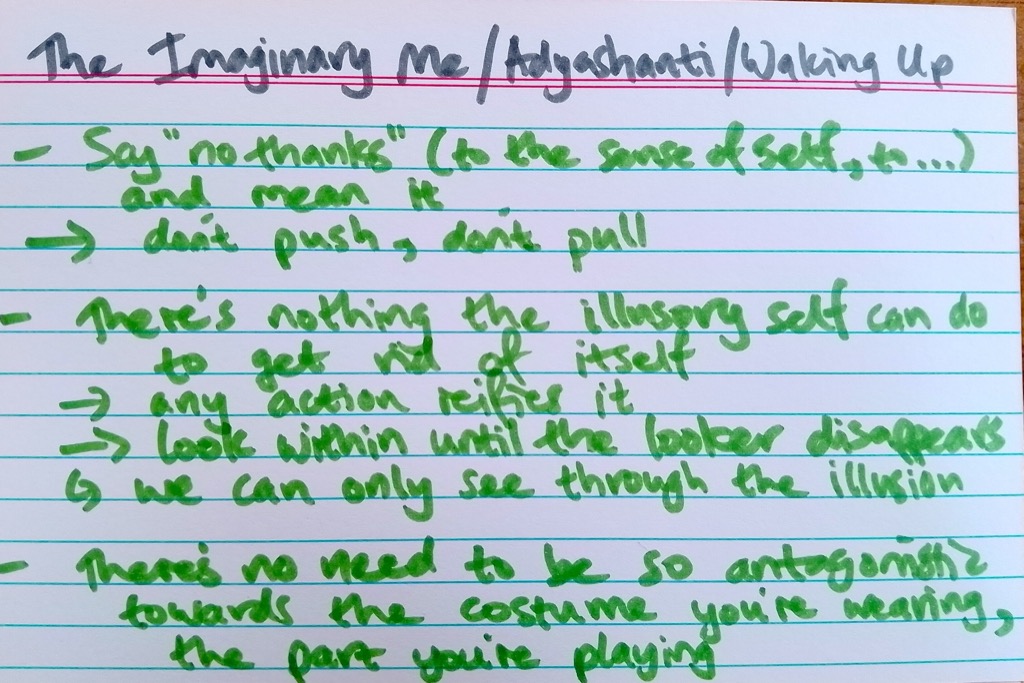 The Imaginary Me/Adyashanti/Waking Up
- Say "no thanks" (to the sense of self, to...)
and mean it
→ don't push, don't pull
- There's nothing the illusory self can do
to get rid of itself
→ any action reifies it
→ Look within until the looker disappears
↳ we can only see through the illusion
- There's no need to be so antagonistic
towards the costume you're wearing,
the part you're playing